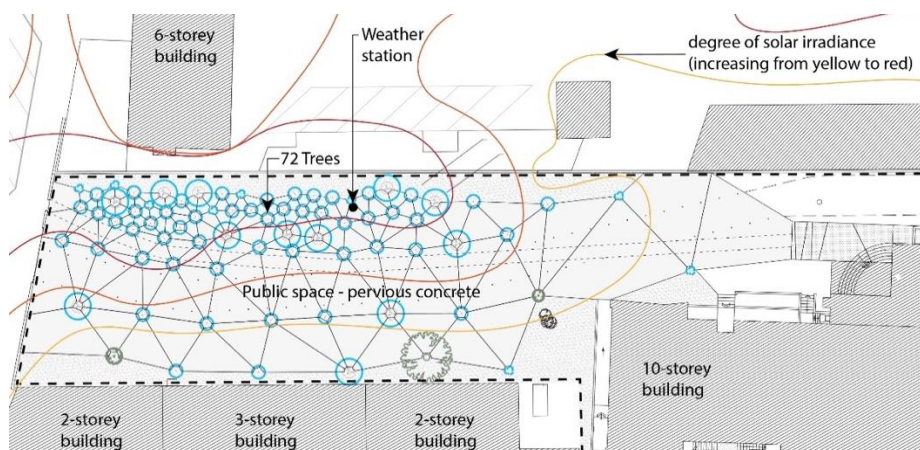 6-storey
building
Weather
station
degree of solar irradiance
(increasing from yellow to red)
72 Trees
Public space - pervious concrete
10-storey
building
2-storey
building
3-storey
building
2-storey
building